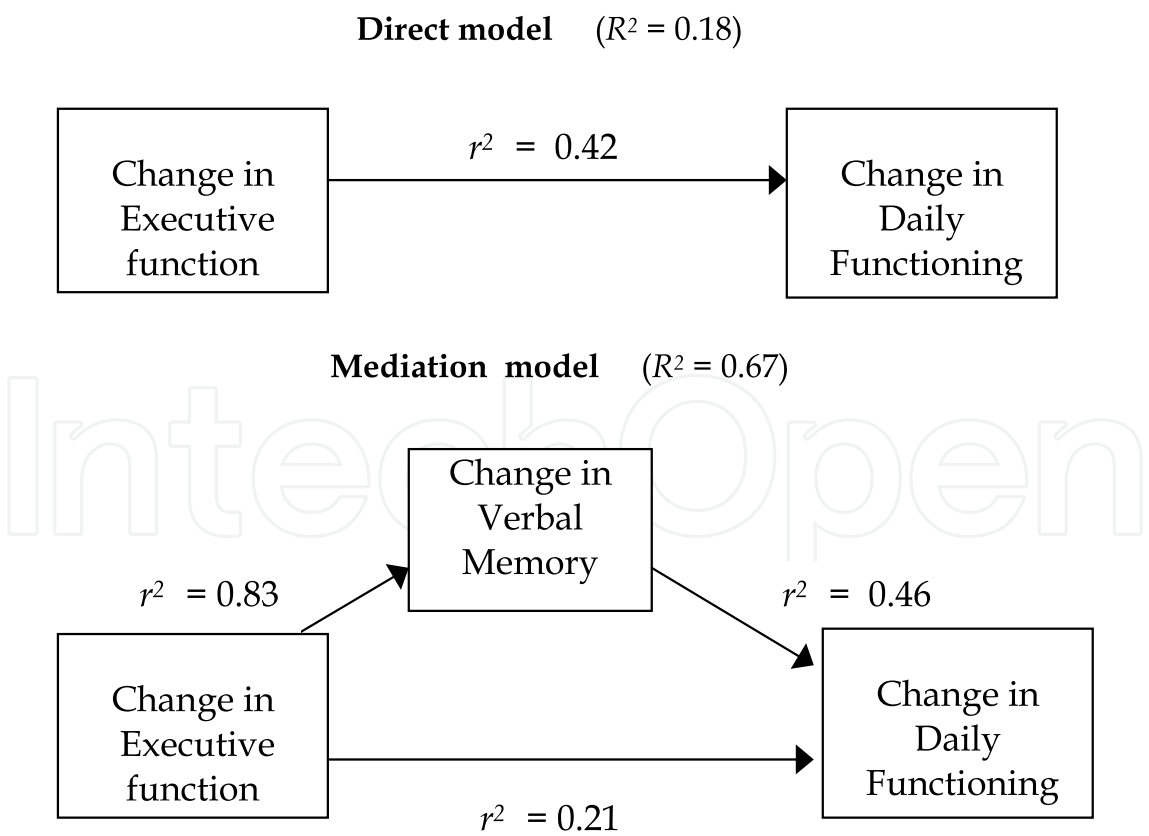 Direct model (R² = 0.18)
r² = 0.42
Change in
Executive
function
Change in
Daily
Functioning
Mediation model (R² = 0.67)
IntechOpen
Change in
Verbal
Memory
r² = 0.83
r² = 0.46
Change in
Executive
function
Change in
Daily
Functioning
r² = 0.21